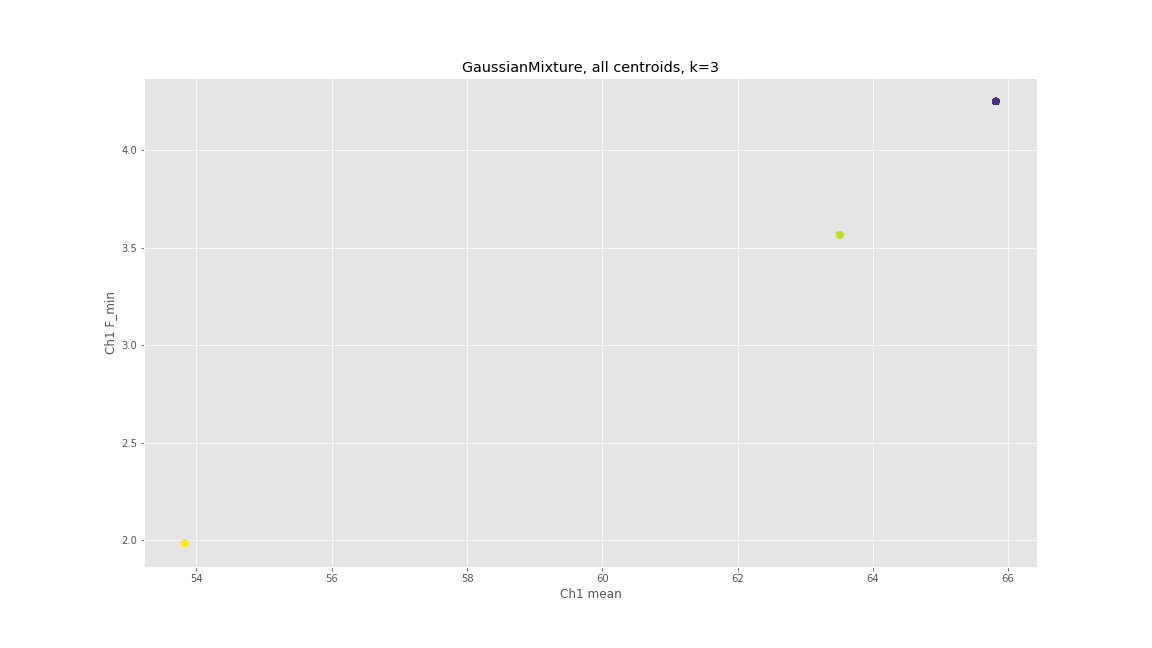 GaussianMixture, all centroids, k=3
4.0
3.5
3.0
2.5
2.0
Ch1 F_min
54 56 58 60 62 64 66
Ch1 mean